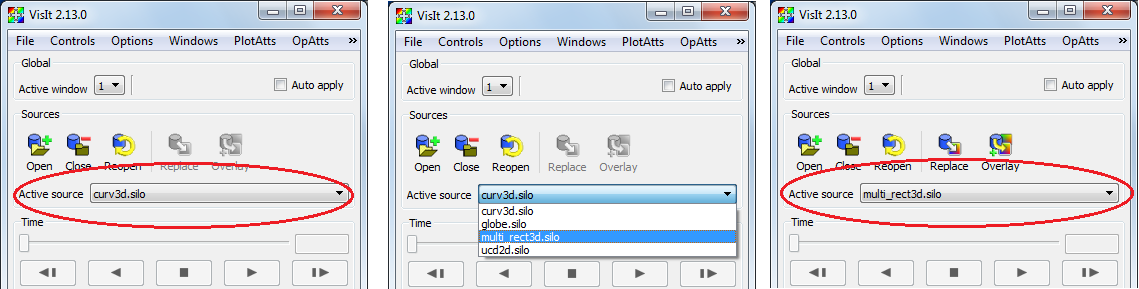 VisIt 2.13.0
File Controls Options Windows PlotAtts OpAtts »
Global
Active window 1 Auto apply
Sources
Open Close Reopen Replace Overlay
Active source curv3d.silo
Time
VisIt 2.13.0
File Controls Options Windows PlotAtts OpAtts »
Global
Active window 1 Auto apply
Sources
Open Close Reopen Replace Overlay
Active source curv3d.silo
curv3d.silo
globe.silo
multi_rect3d.silo
ucd2d.silo
Time
VisIt 2.13.0
File Controls Options Windows PlotAtts OpAtts »
Global
Active window 1 Auto apply
Sources
Open Close Reopen Replace Overlay
Active source multi_rect3d.silo
Time